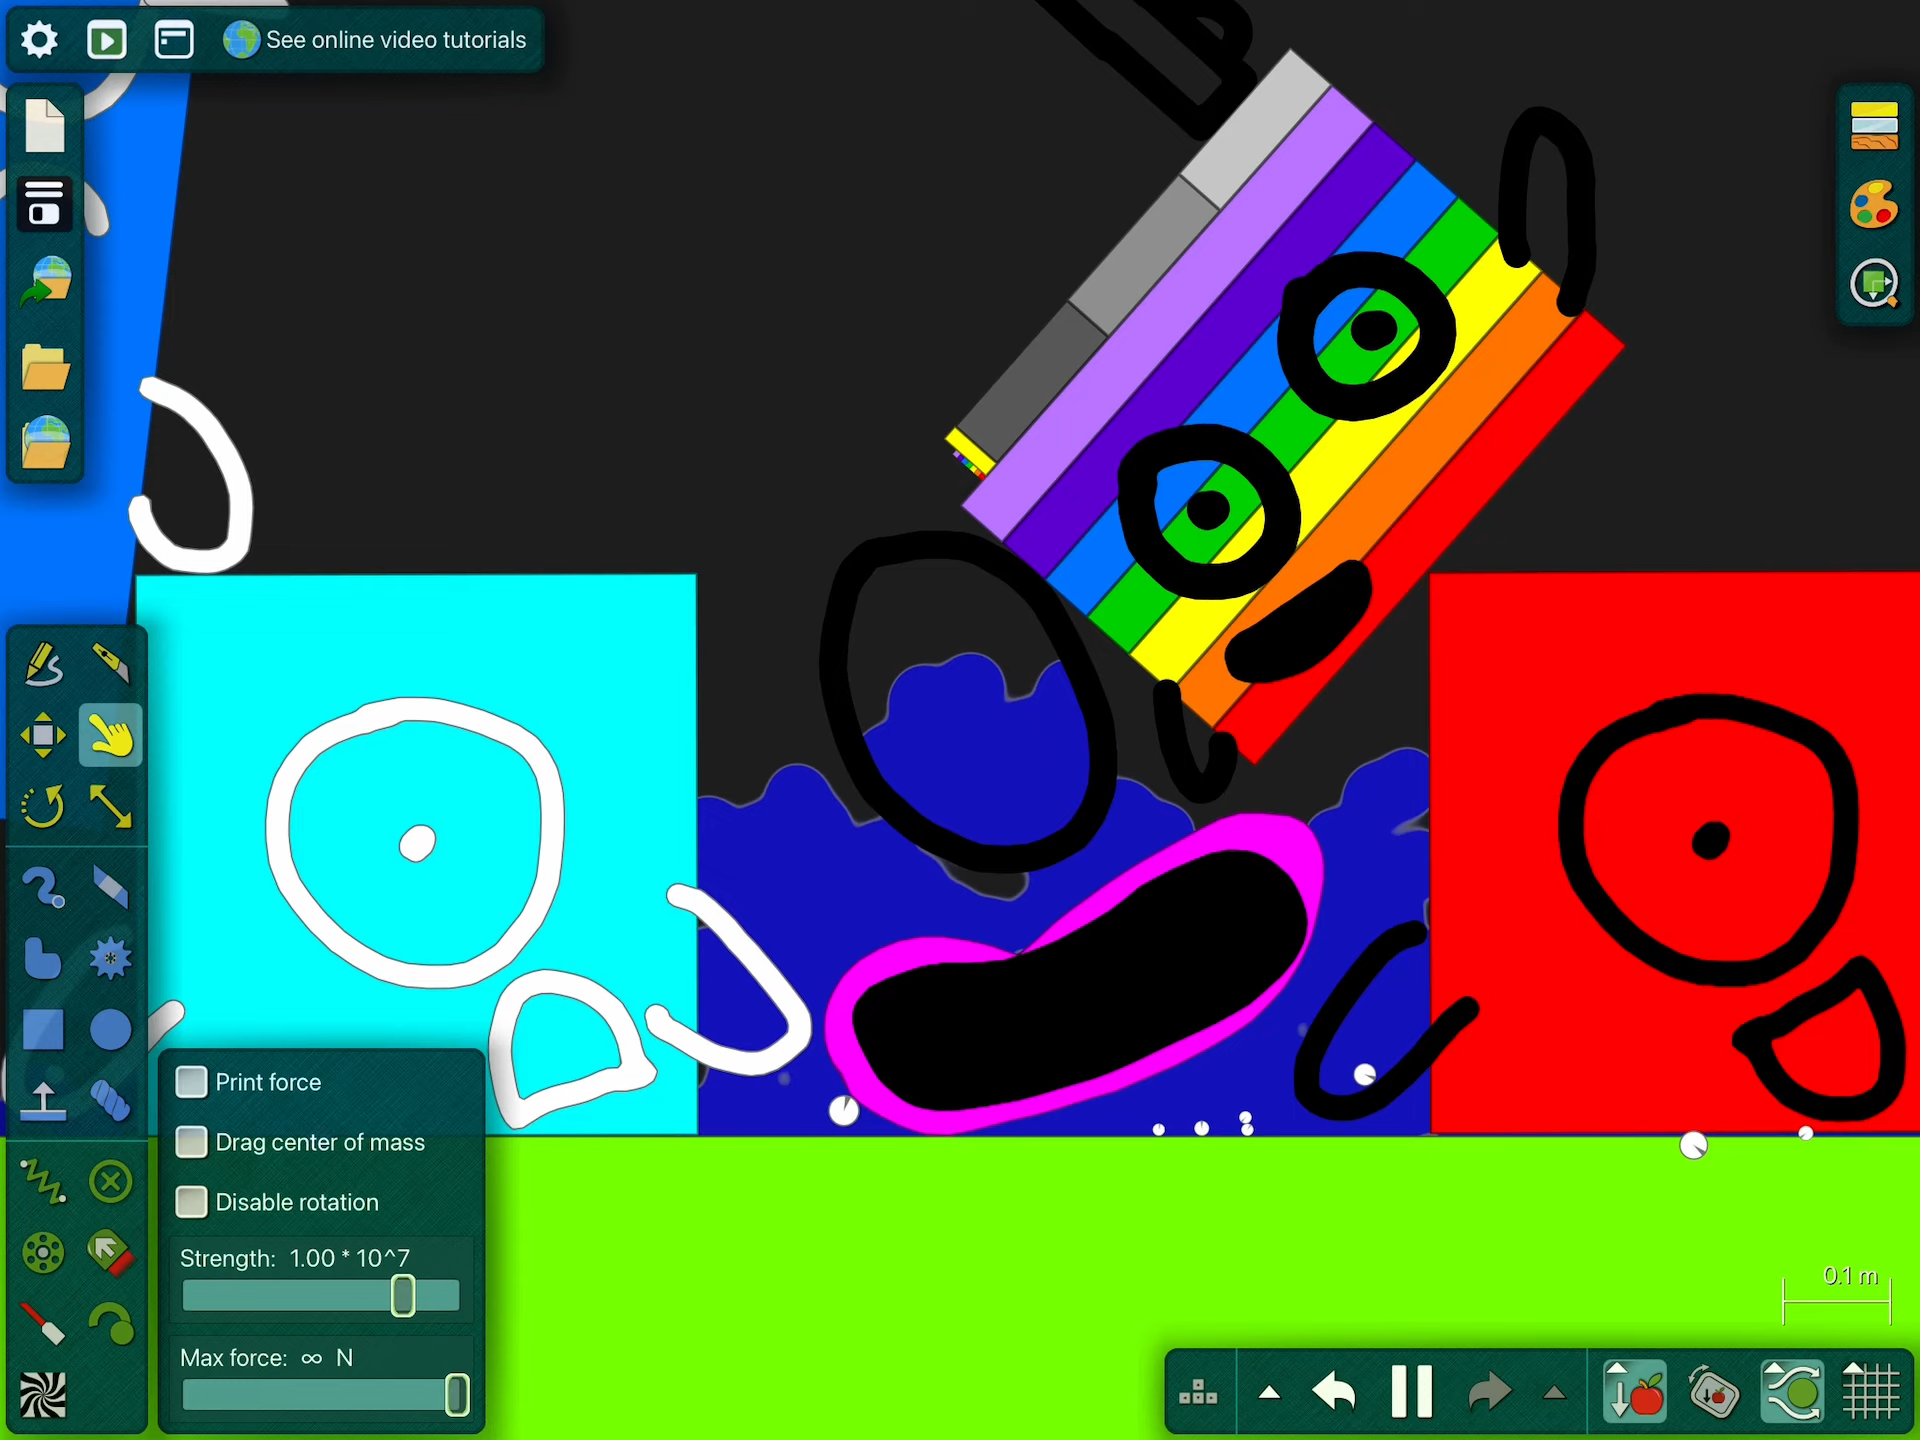 See online video tutorials
Print force
Drag center of mass
Disable rotation
Strength: 1.00 * 10^7
Max force: ∞ N
0.1 m